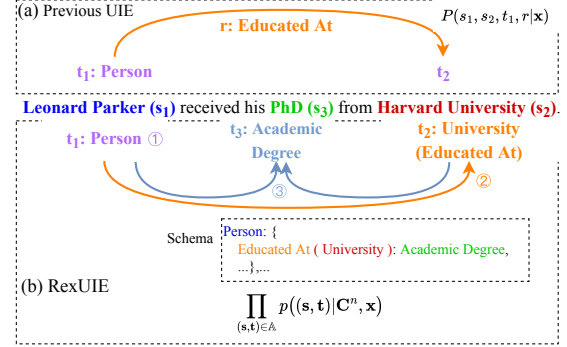 (a) Previous UIE
r: Educated At
P(s₁, s₂, t₁, r|x)
t₁: Person
t₂
Leonard Parker (s₁) received his PhD (s₃) from Harvard University (s₂).
t₁: Person ①
t₃: Academic
Degree
t₂: University
(Educated At)
②
③
Schema
Person: {
Educated At ( University ): Academic Degree,
...},...
(b) RexUIE
∏ p((s, t)|Cⁿ, x)
(s,t)∈𝔸